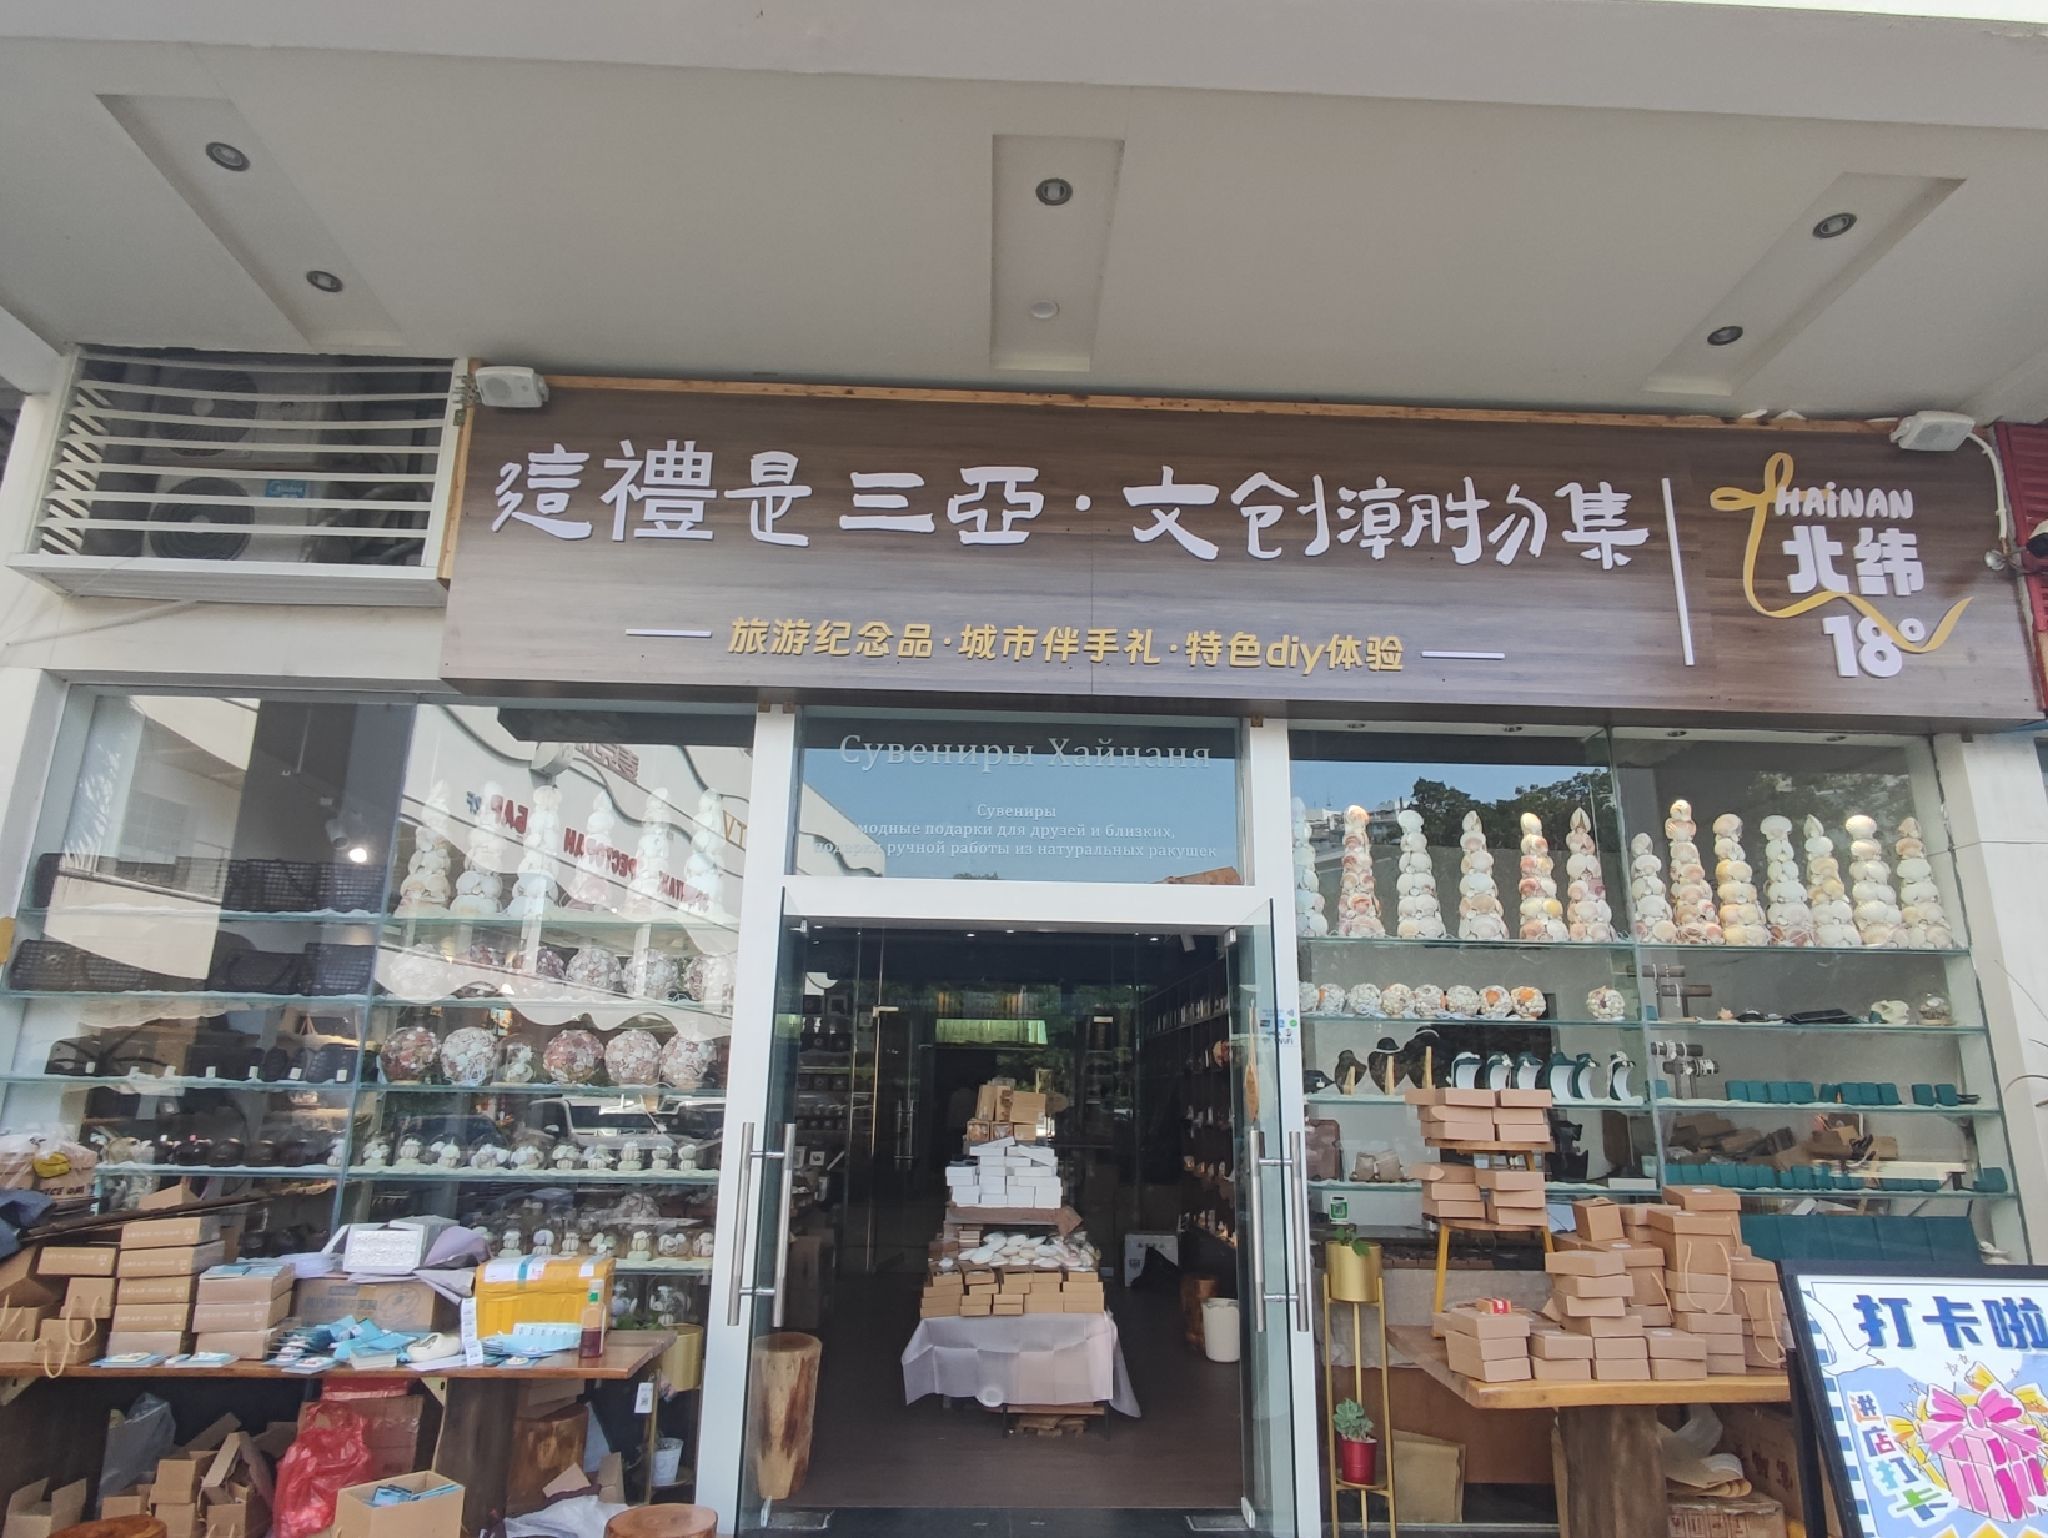 這禮是三亞·文创潮物集
HAiNAN
北纬
18°
旅游纪念品·城市伴手礼·特色diy体验
Сувениры Хайнаня
Сувениры
модные подарки для друзей и близких,
подарки ручной работы из натуральных ракушек
打卡啦
进店打卡